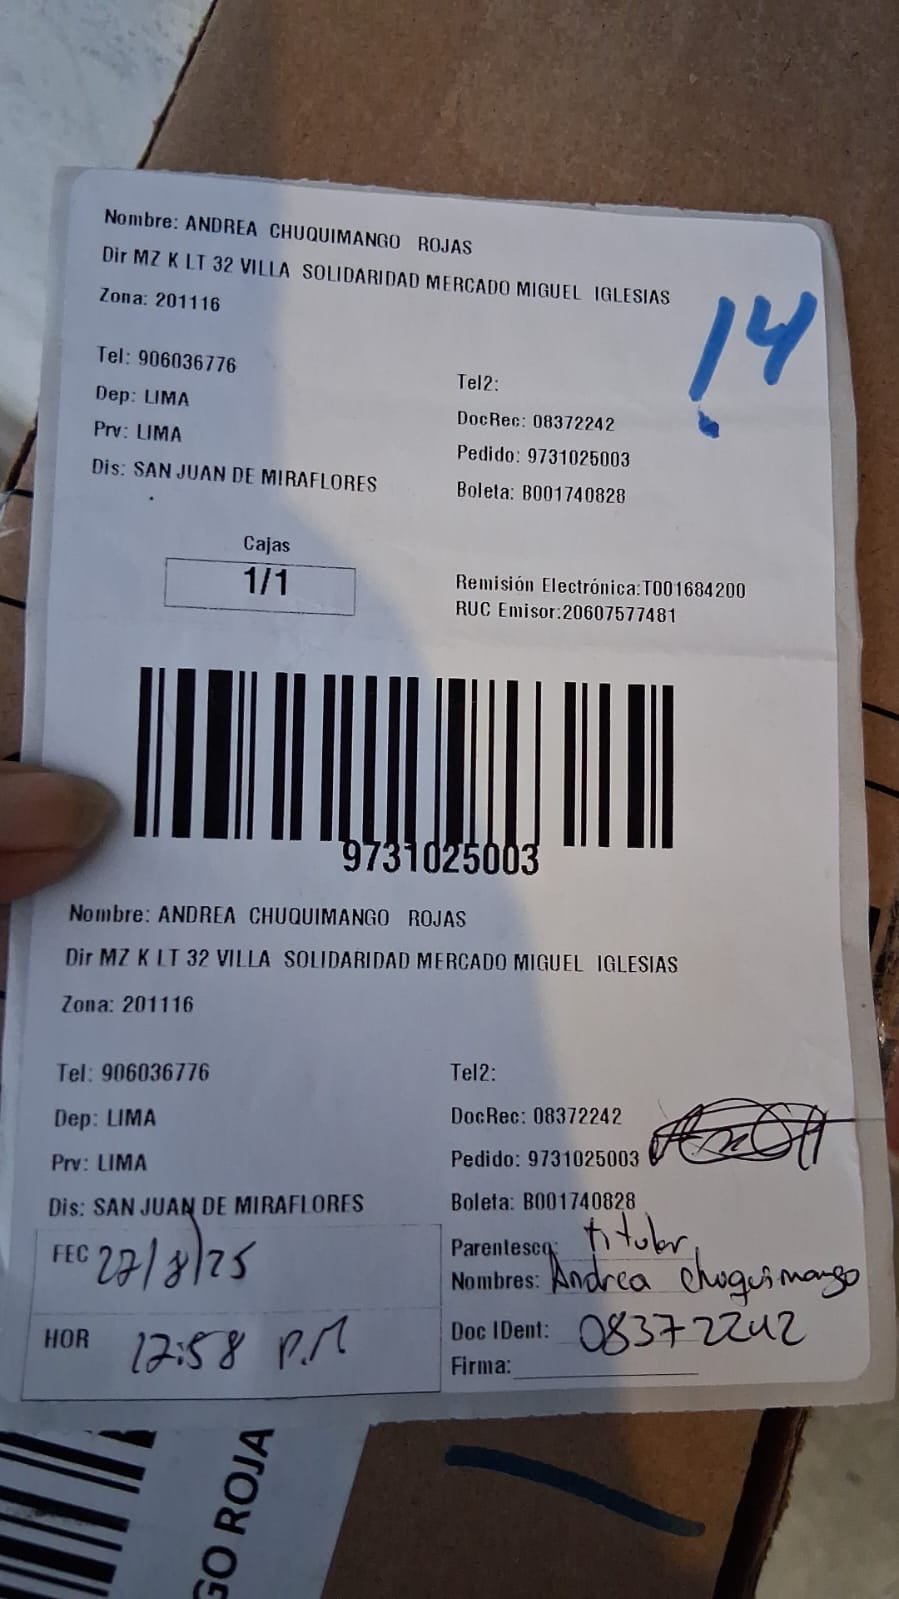 Nombre: ANDREA CHUQUIMANGO ROJAS
Dir MZ K LT 32 VILLA SOLIDARIDAD MERCADO MIGUEL IGLESIAS
Zona: 201116
14
Tel: 906036776
Tel2:
Dep: LIMA
DocRec: 08372242
Prv: LIMA
Pedido: 9731025003
Dis: SAN JUAN DE MIRAFLORES
Boleta: B001740828
Cajas
1/1
Remisión Electrónica:T001684200
RUC Emisor:20607577481
9731025003
Nombre: ANDREA CHUQUIMANGO ROJAS
Dir MZ K LT 32 VILLA SOLIDARIDAD MERCADO MIGUEL IGLESIAS
Zona: 201116
Tel: 906036776
Tel2:
Dep: LIMA
DocRec: 08372242
Prv: LIMA
Pedido: 9731025003
Dis: SAN JUAN DE MIRAFLORES
Boleta: B001740828
FEC 27/8/25
Parentesco: titular
Nombres: Andrea Chuquimango
HOR 12:58 P.M
Doc IDent: 08372242
Firma:
GO ROJA